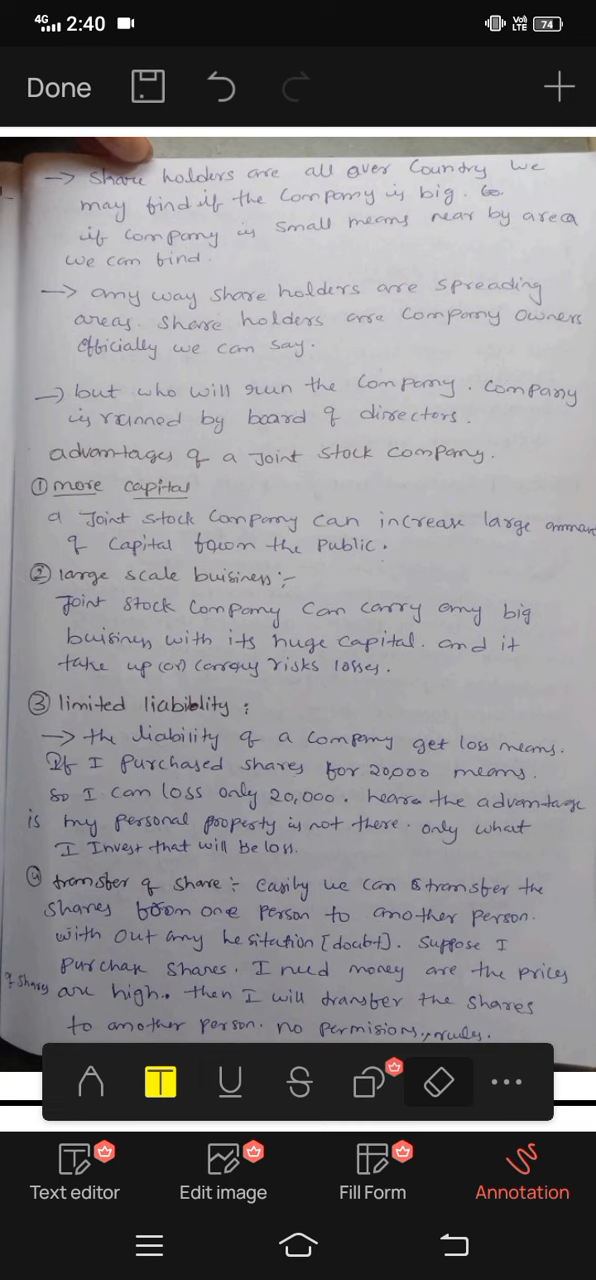 4G 2:40 Vo) LTE 74
Done
→ Share holders are all over Country we
may find if the Company is big. So
if company is small means near by area
we can find.
→ any way share holders are spreading
areas. Share holders are Company Owners
Officially we can say.
→ but who will run the Company. Company
is runned by board of directors.
advantages of a Joint Stock Company.
① more capital
a Joint Stock Company can increase large
of Capital from the Public.
② large scale buisiness :-
Joint Stock Company Can carry any big
buisiness with its huge capital. and it
take up (or) carry risks losses.
③ limited liability :
→ the liability of a Company get loss means.
If I purchased shares for 20,000 means.
So I can loss only 20,000. the advantage
is my personal property is not there. only what
I Invest that will be loss.
④ transfer of share :- easily we can transfer the
Shares from one Person to another Person.
with out any hesitation [doubt]. Suppose I
Purchase Shares. I need money are the prices
of shares are high. then I will transfer the shares
to another person. no permisions, rules.
T U S
Text editor Edit image Fill Form Annotation